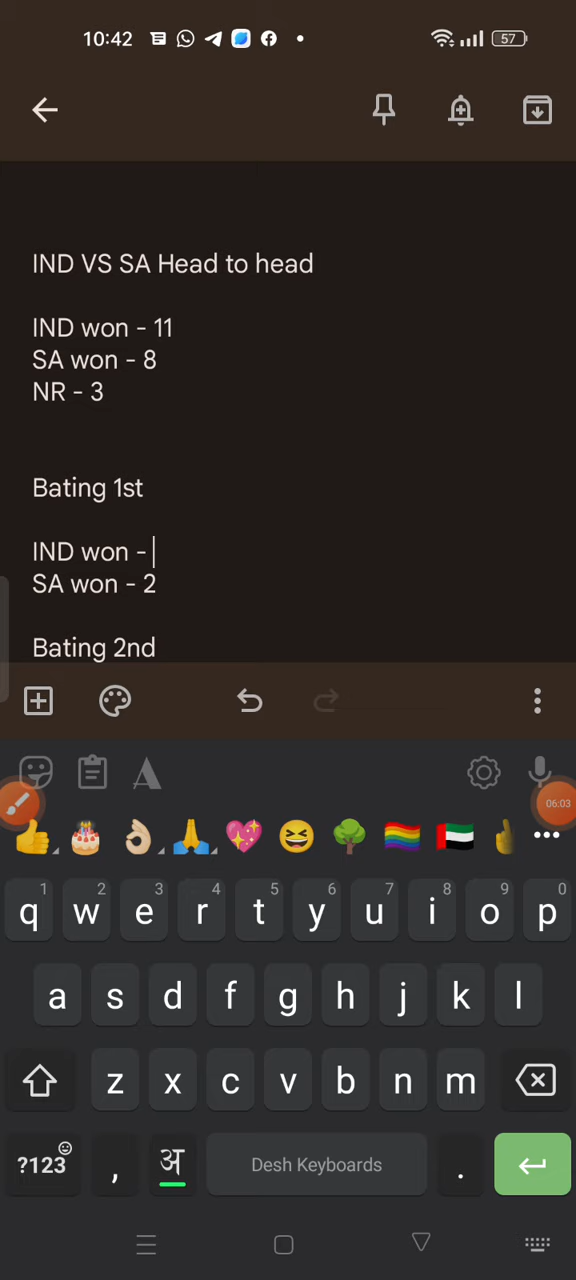 10:42
57
IND VS SA Head to head
IND won - 11
SA won - 8
NR - 3
Bating 1st
IND won -
SA won - 2
Bating 2nd
06:03
1 2 3 4 5 6 7 8 9 0
q w e r t y u i o p
a s d f g h j k l
z x c v b n m
?123 , अ Desh Keyboards .